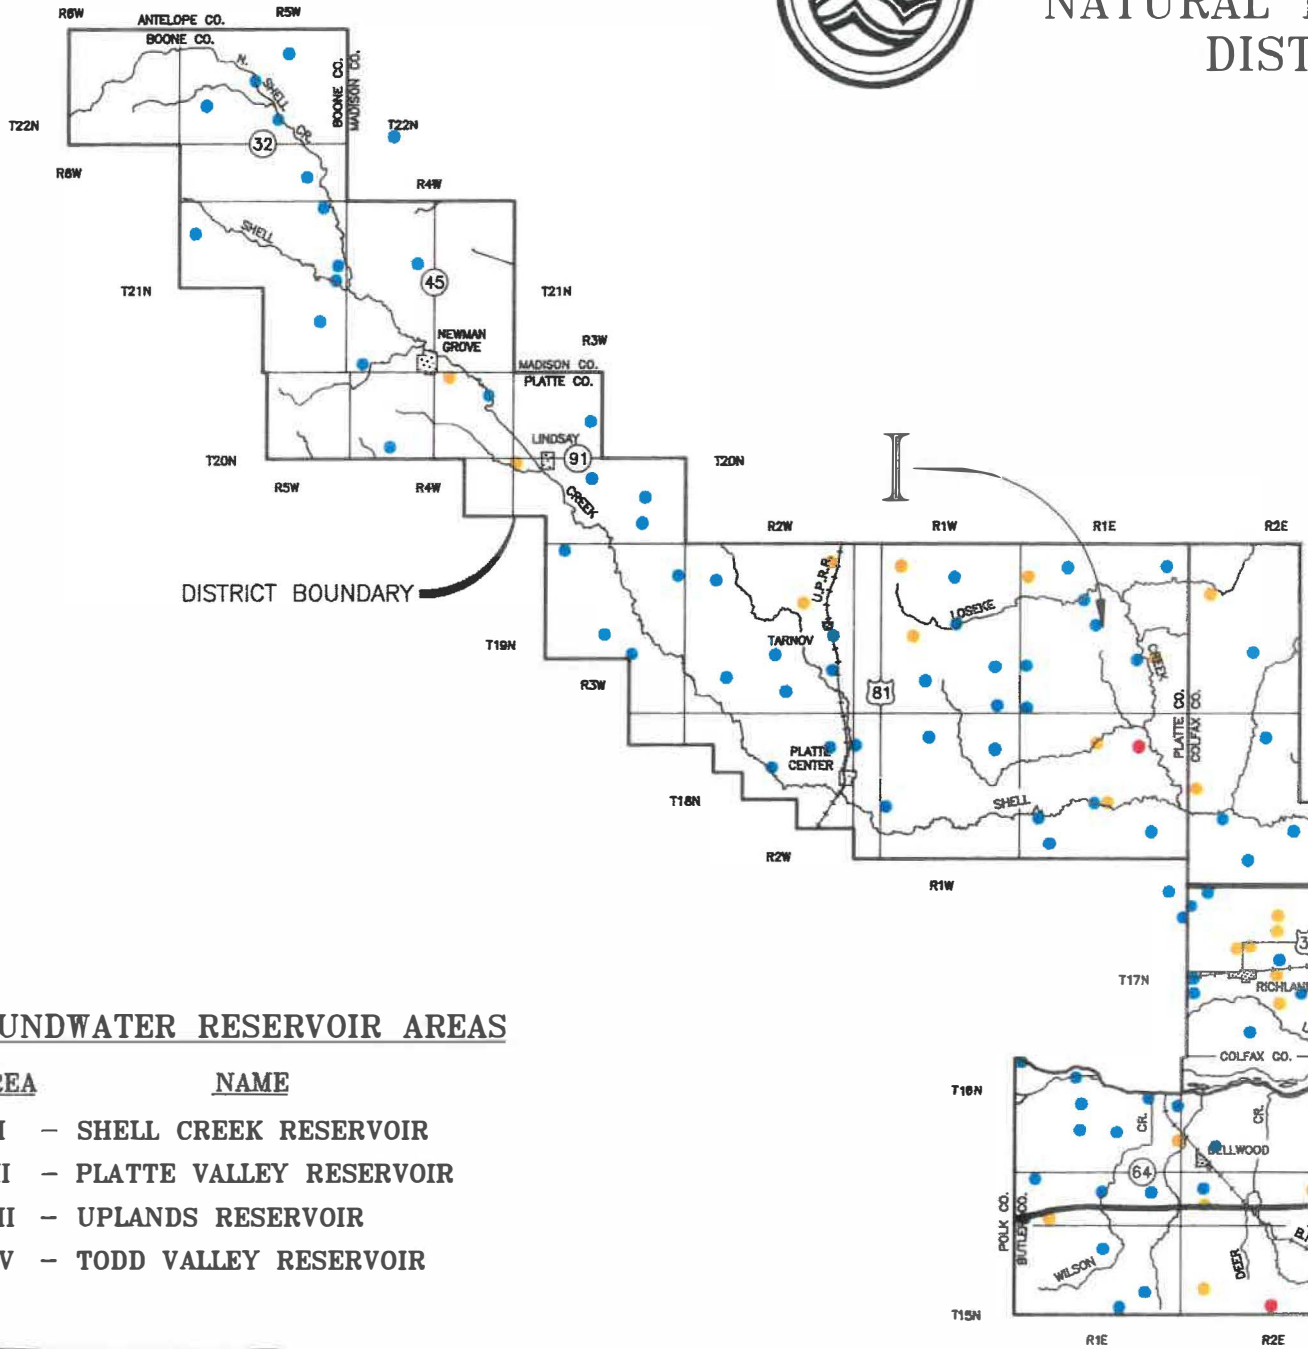 NATURAL
DIST
R6W
R5W
ANTELOPE CO.
BOONE CO.
N.
SHELL
CR.
BOONE CO.
MADISON CO.
T22N
T22N
32
R6W
R4W
SHELL
45
T21N
T21N
NEWMAN
GROVE
R3W
MADISON CO.
PLATTE CO.
LINDSAY
91
T20N
T20N
R5W
R4W
CREEK
I
R2W
R1W
R1E
R2E
U.P.R.R.
DISTRICT BOUNDARY
LOSEKE
TARNOV
T19N
CREEK
R3W
81
PLATTE CO.
COLFAX CO.
PLATTE
CENTER
T18N
SHELL
R2W
R1W
T17N
RICHLAN
COLFAX CO.
UNDWATER RESERVOIR AREAS
REA
NAME
I – SHELL CREEK RESERVOIR
I – PLATTE VALLEY RESERVOIR
II – UPLANDS RESERVOIR
V – TODD VALLEY RESERVOIR
T16N
CR.
CR.
BELLWOOD
64
POLK CO.
BUTLER CO.
WILSON
DEER
T15N
R1E
R2E